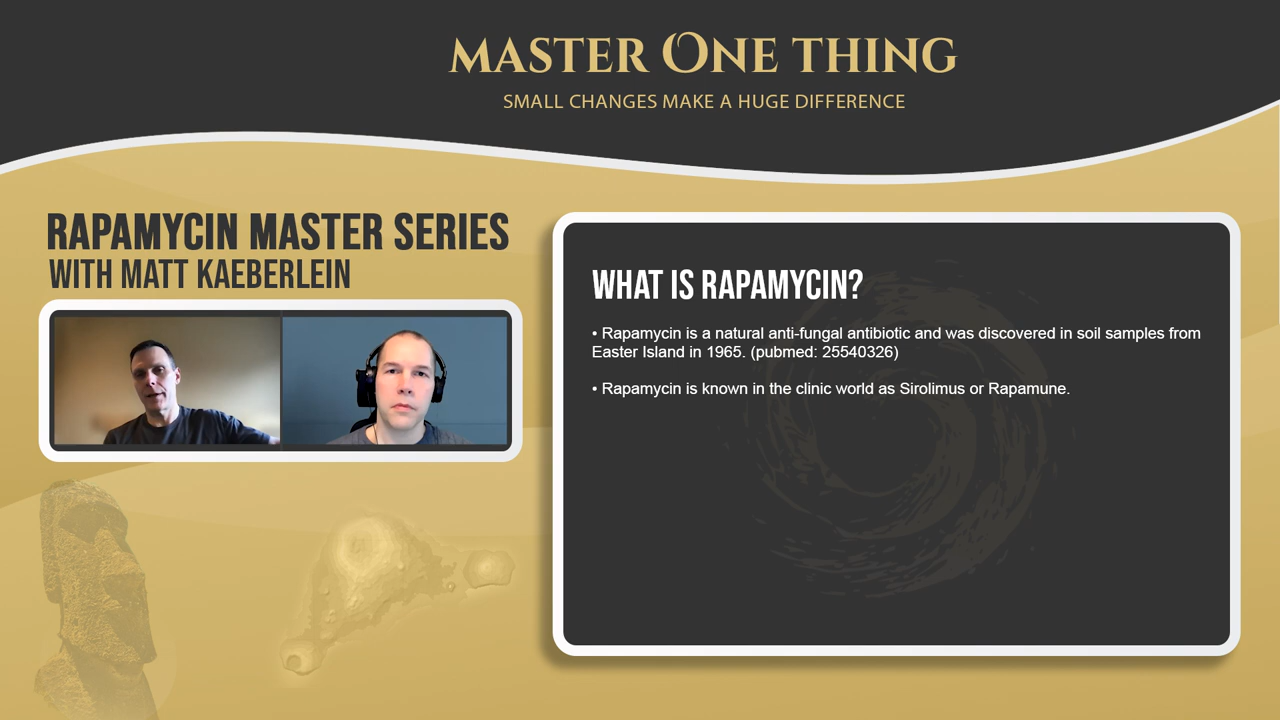 MASTER ONE THING
SMALL CHANGES MAKE A HUGE DIFFERENCE
RAPAMYCIN MASTER SERIES
WITH MATT KAEBERLEIN
WHAT IS RAPAMYCIN?
• Rapamycin is a natural anti-fungal antibiotic and was discovered in soil samples from
Easter Island in 1965. (pubmed: 25540326)
• Rapamycin is known in the clinic world as Sirolimus or Rapamune.